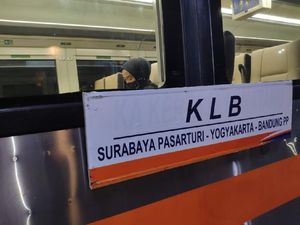 KLB
SURABAYA PASARTURI - YOGYAKARTA - BANDUNG PP